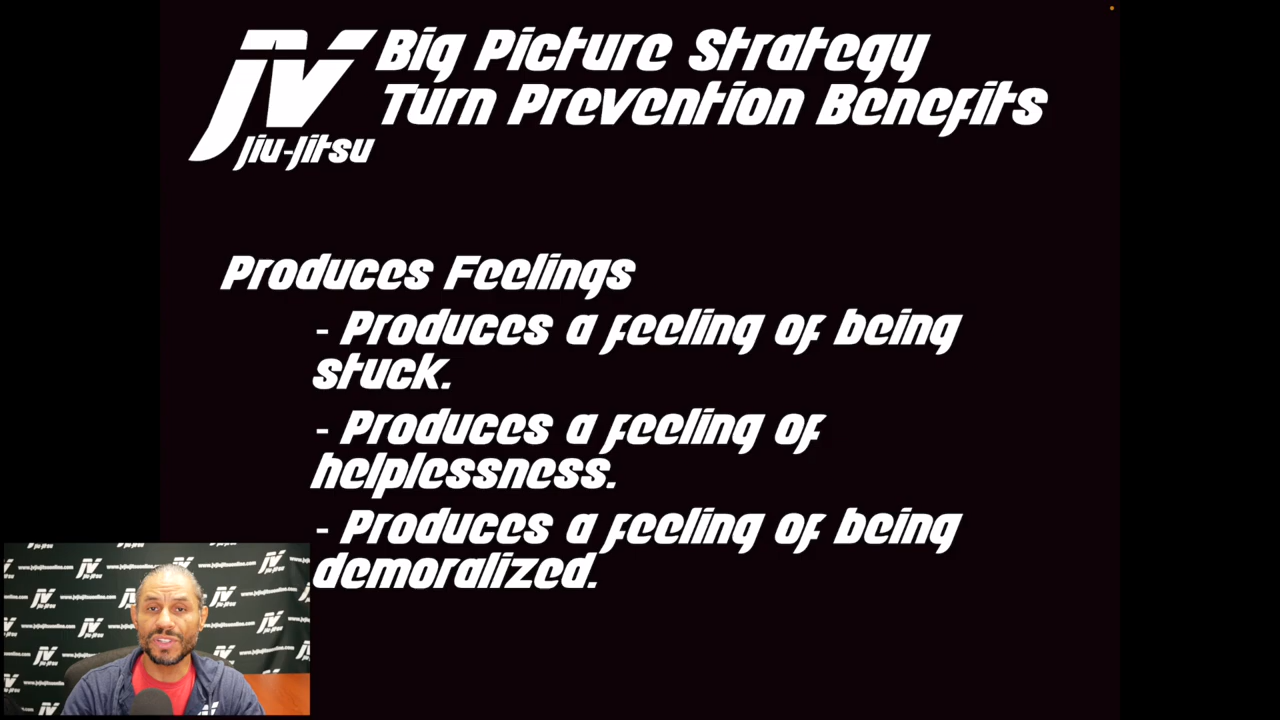 JV
Jiu-Jitsu
Big Picture Strategy
Turn Prevention Benefits
Produces Feelings
- Produces a feeling of being
stuck.
- Produces a feeling of
helplessness.
- Produces a feeling of being
demoralized.